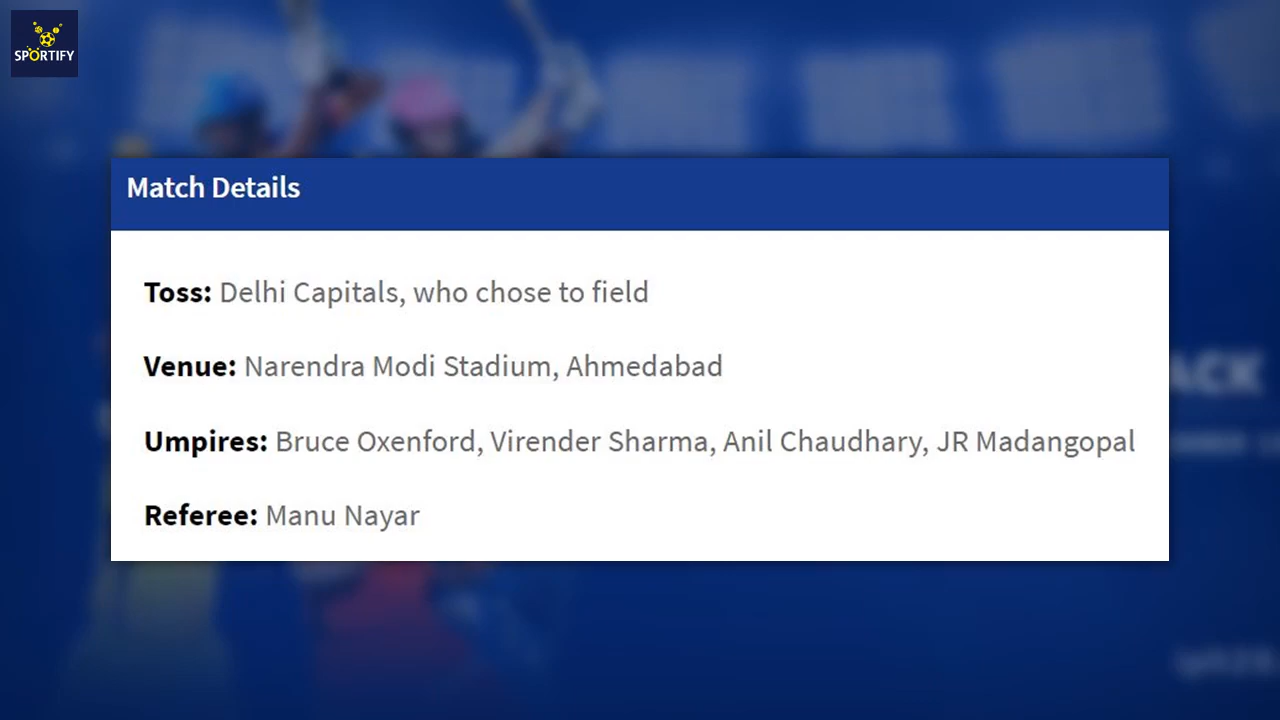 SPORTIFY
Match Details
Toss: Delhi Capitals, who chose to field
Venue: Narendra Modi Stadium, Ahmedabad
ACK
Umpires: Bruce Oxenford, Virender Sharma, Anil Chaudhary, JR Madangopal
Referee: Manu Nayar